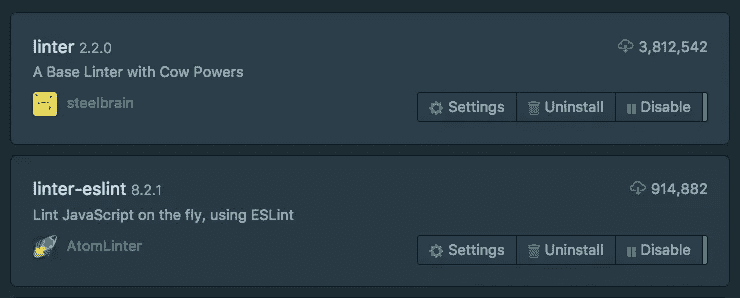 linter 2.2.0
3,812,542
A Base Linter with Cow Powers
steelbrain
Settings
Uninstall
Disable
linter-eslint 8.2.1
914,882
Lint JavaScript on the fly, using ESLint
AtomLinter
Settings
Uninstall
Disable